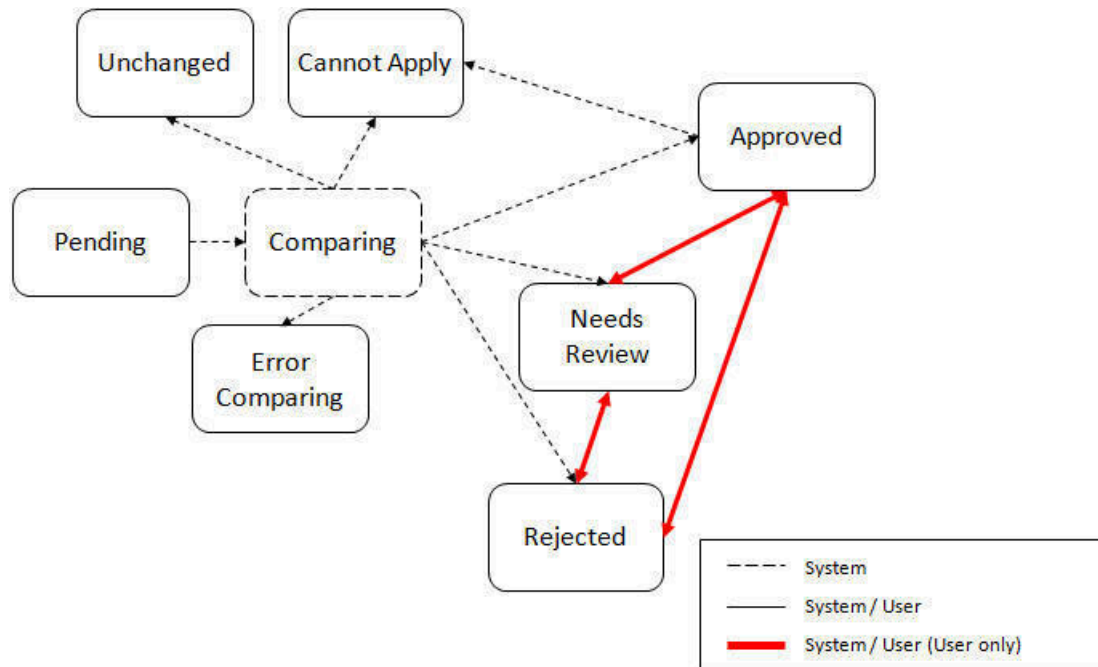 Unchanged
Cannot Apply
Approved
Pending
Comparing
Needs
Review
Error
Comparing
Rejected
System
System / User
System / User (User only)